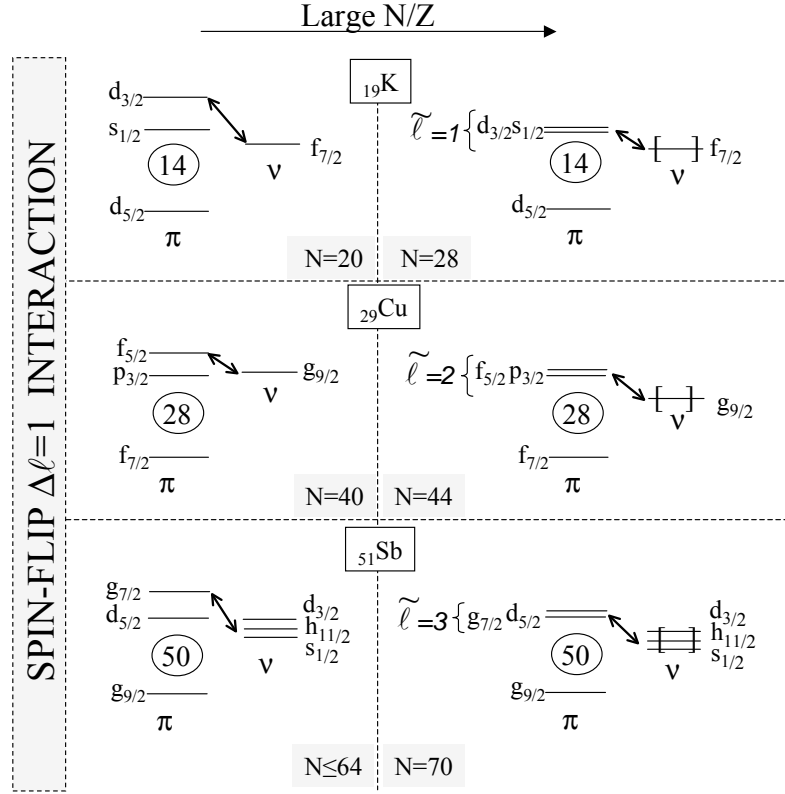 Large N/Z
SPIN-FLIP Δℓ=1 INTERACTION
₁₉K
d₃/₂
s₁/₂
14
d₅/₂
π
ν
f₇/₂
N=20
ℓ̃=1 { d₃/₂ s₁/₂
14
d₅/₂
π
[ ]
ν
f₇/₂
N=28
₂₉Cu
f₅/₂
p₃/₂
28
f₇/₂
π
ν
g₉/₂
N=40
ℓ̃=2 { f₅/₂ p₃/₂
28
f₇/₂
π
[ ]
ν
g₉/₂
N=44
₅₁Sb
g₇/₂
d₅/₂
50
g₉/₂
π
d₃/₂
h₁₁/₂
s₁/₂
ν
N≤64
ℓ̃=3 { g₇/₂ d₅/₂
50
g₉/₂
π
d₃/₂
[ ] h₁₁/₂
s₁/₂
ν
N=70